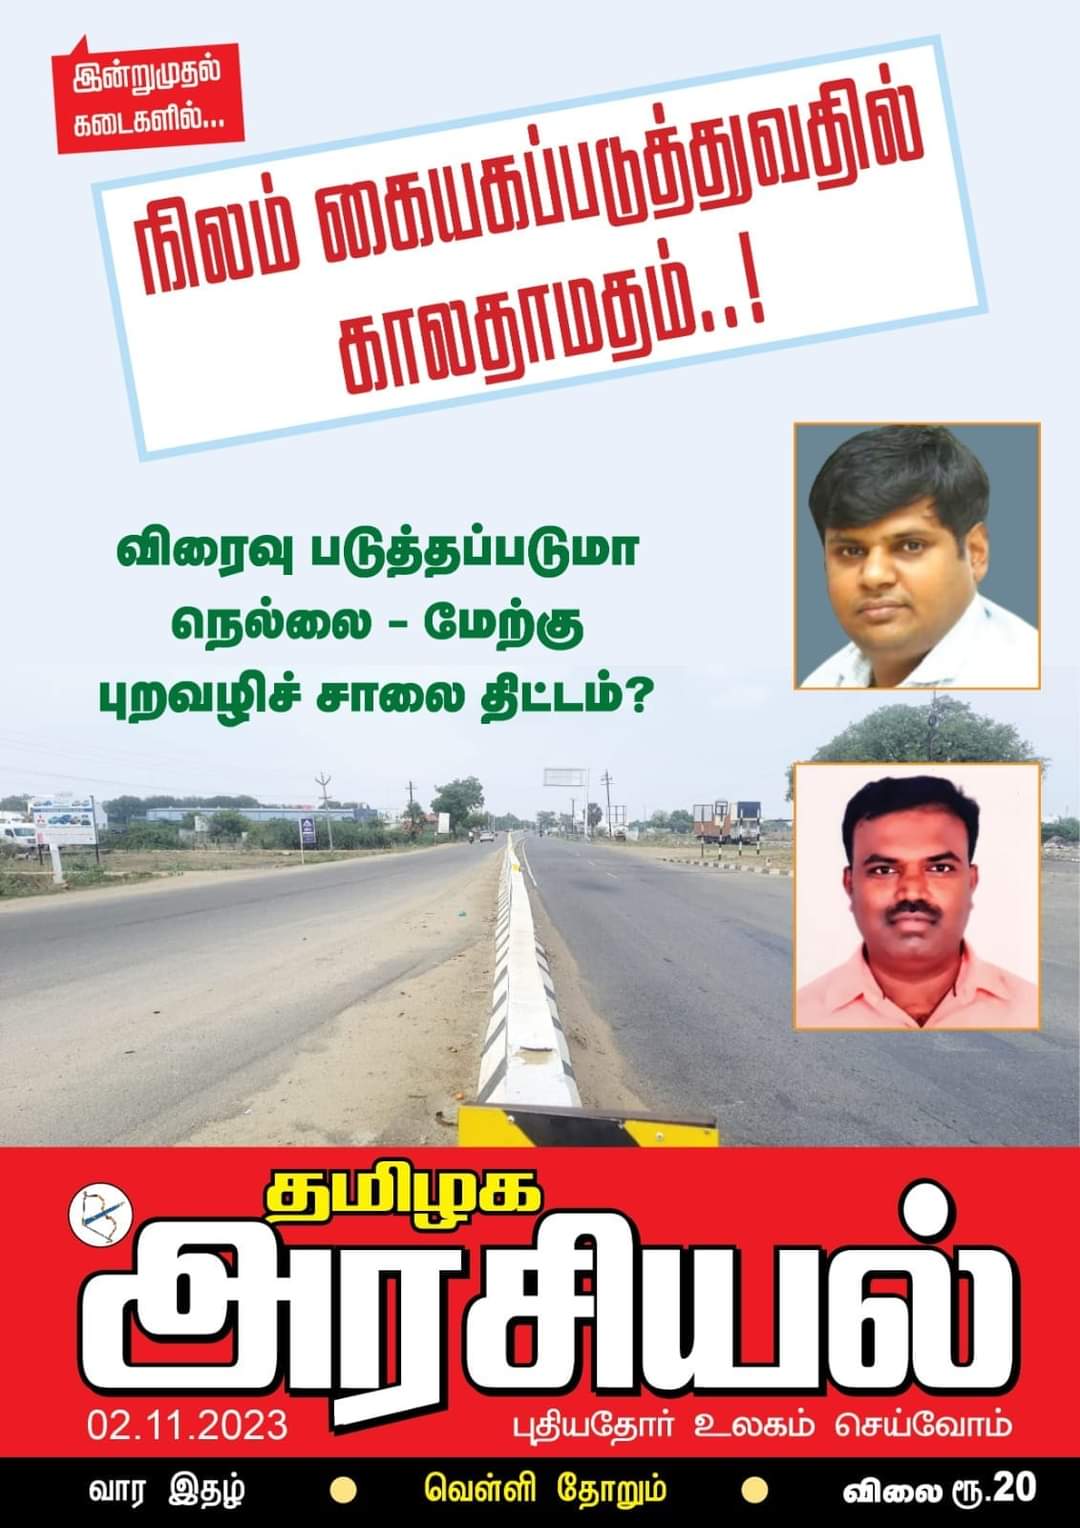 இன்றுமுதல்
கடைகளில்...
நிலம் கையகப்படுத்துவதில்
காலதாமதம்..!
விரைவு படுத்தப்படுமா
நெல்லை - மேற்கு
புறவழிச் சாலை திட்டம்?
தமிழக
அரசியல்
02.11.2023
புதியதோர் உலகம் செய்வோம்
வார இதழ்
வெள்ளி தோறும்
விலை ரூ.20